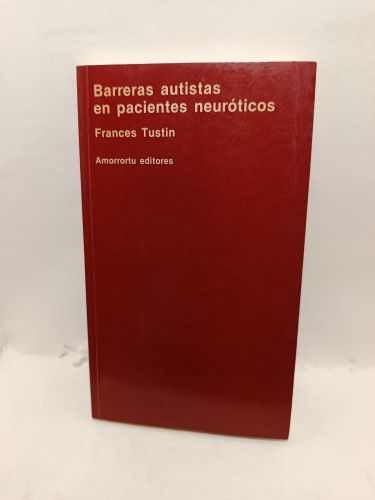 Barreras autistas
en pacientes neuróticos
Frances Tustin
Amorrortu editores